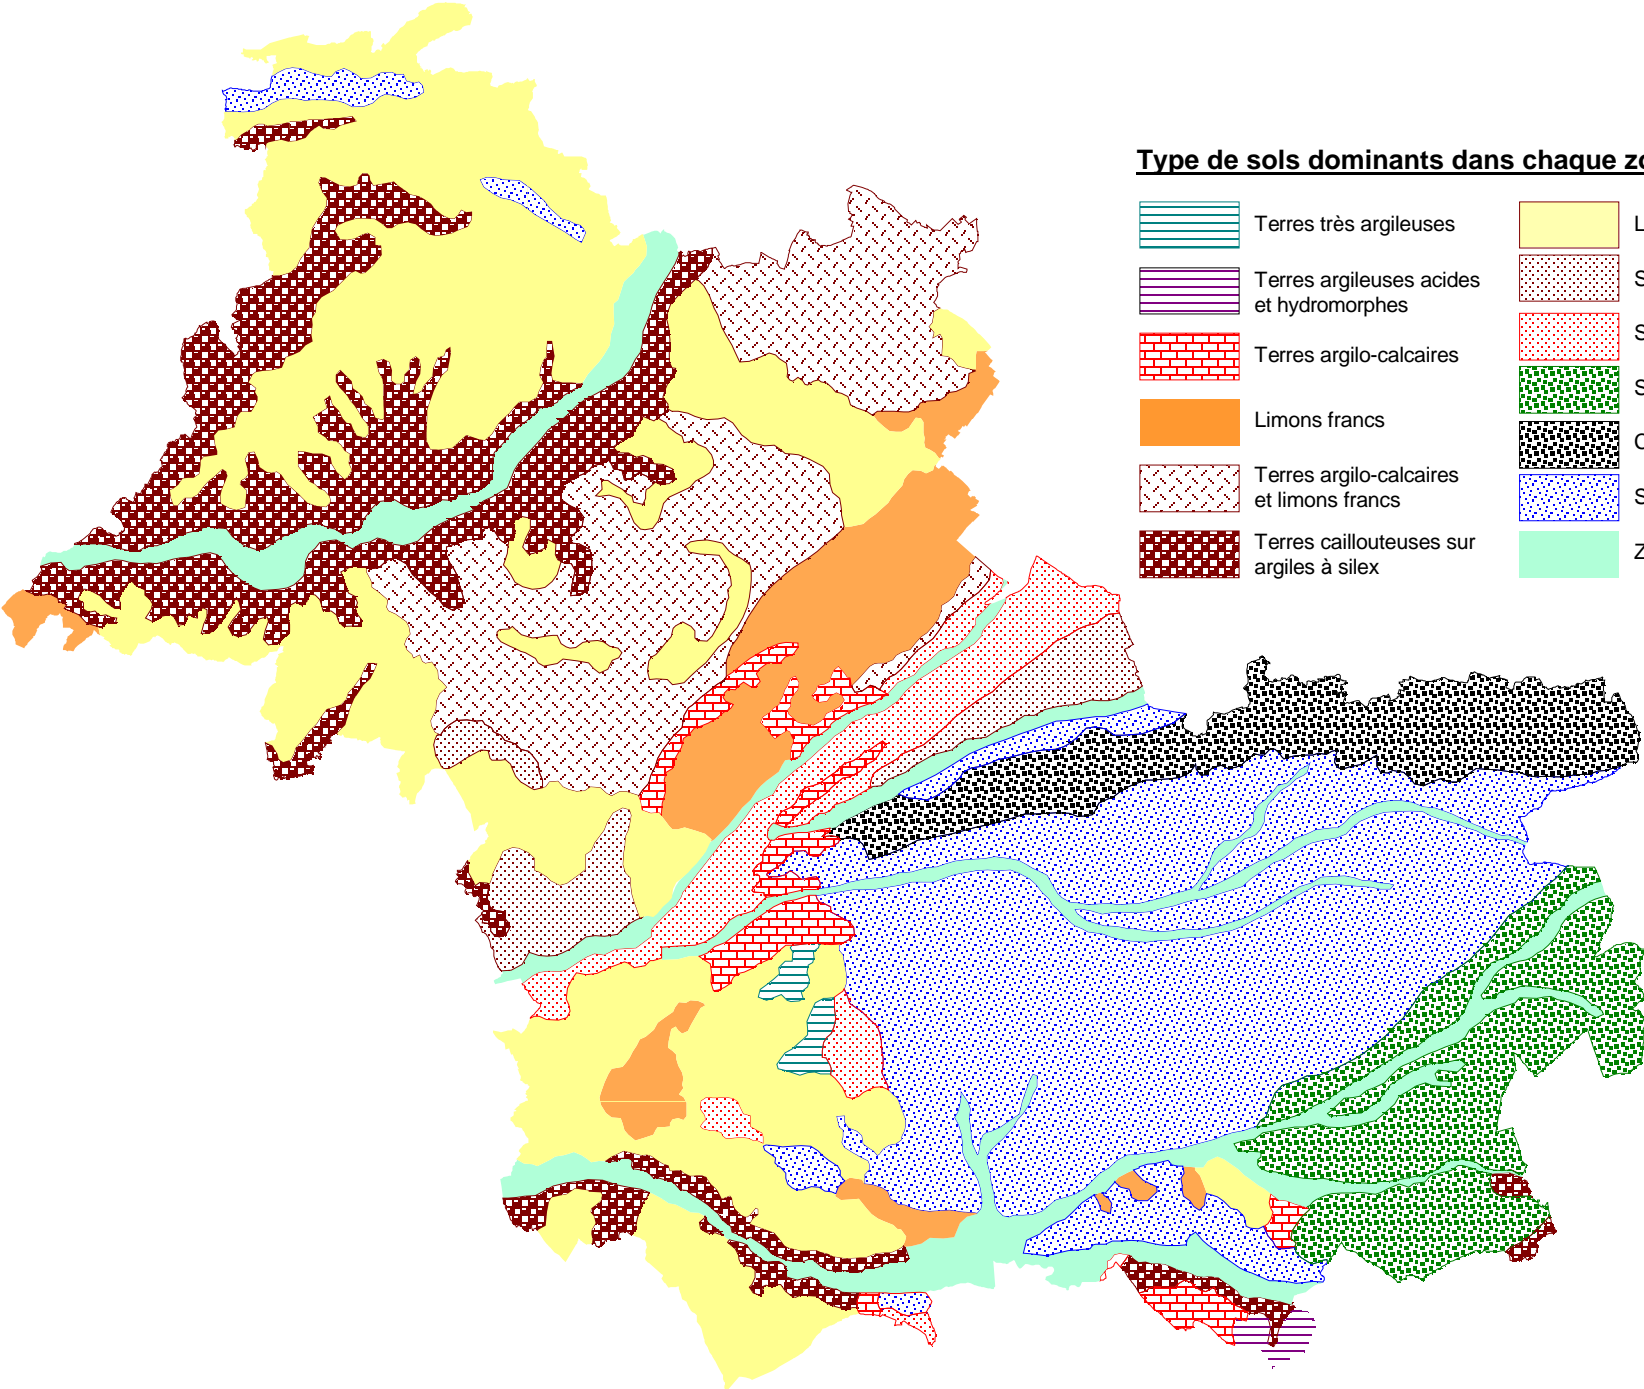 Type de sols dominants dans chaque
Terres très argileuses
Terres argileuses acides
et hydromorphes
Terres argilo-calcaires
Limons francs
Terres argilo-calcaires
et limons francs
Terres caillouteuses sur
argiles à silex